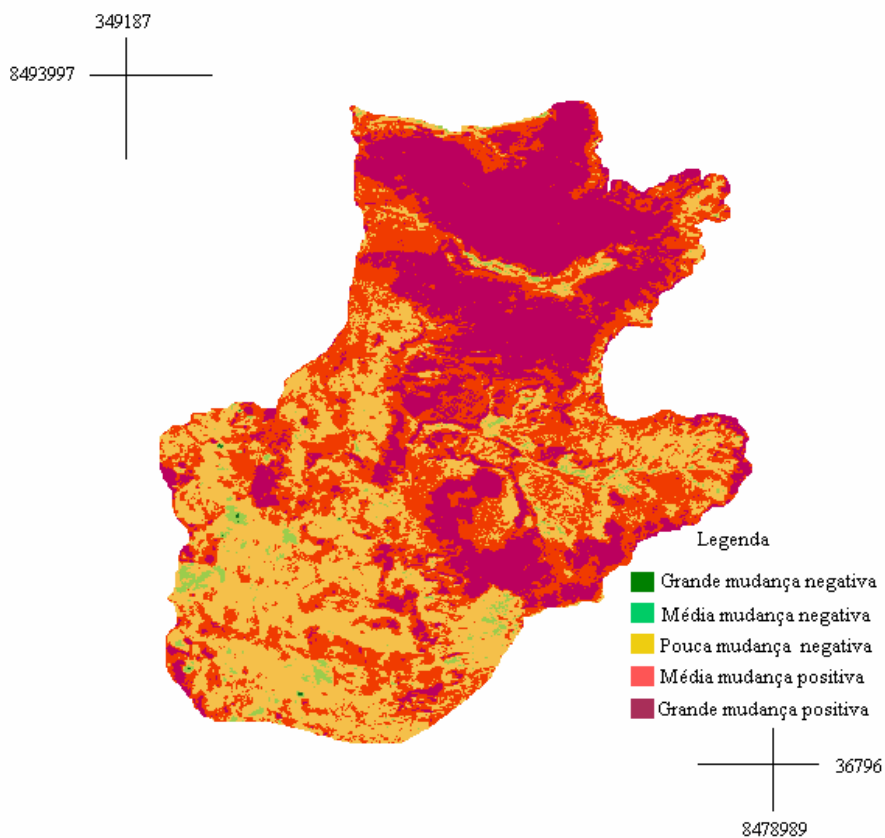 349187
8493997
Legenda
Grande mudança negativa
Média mudança negativa
Pouca mudança negativa
Média mudança positiva
Grande mudança positiva
36796
8478989